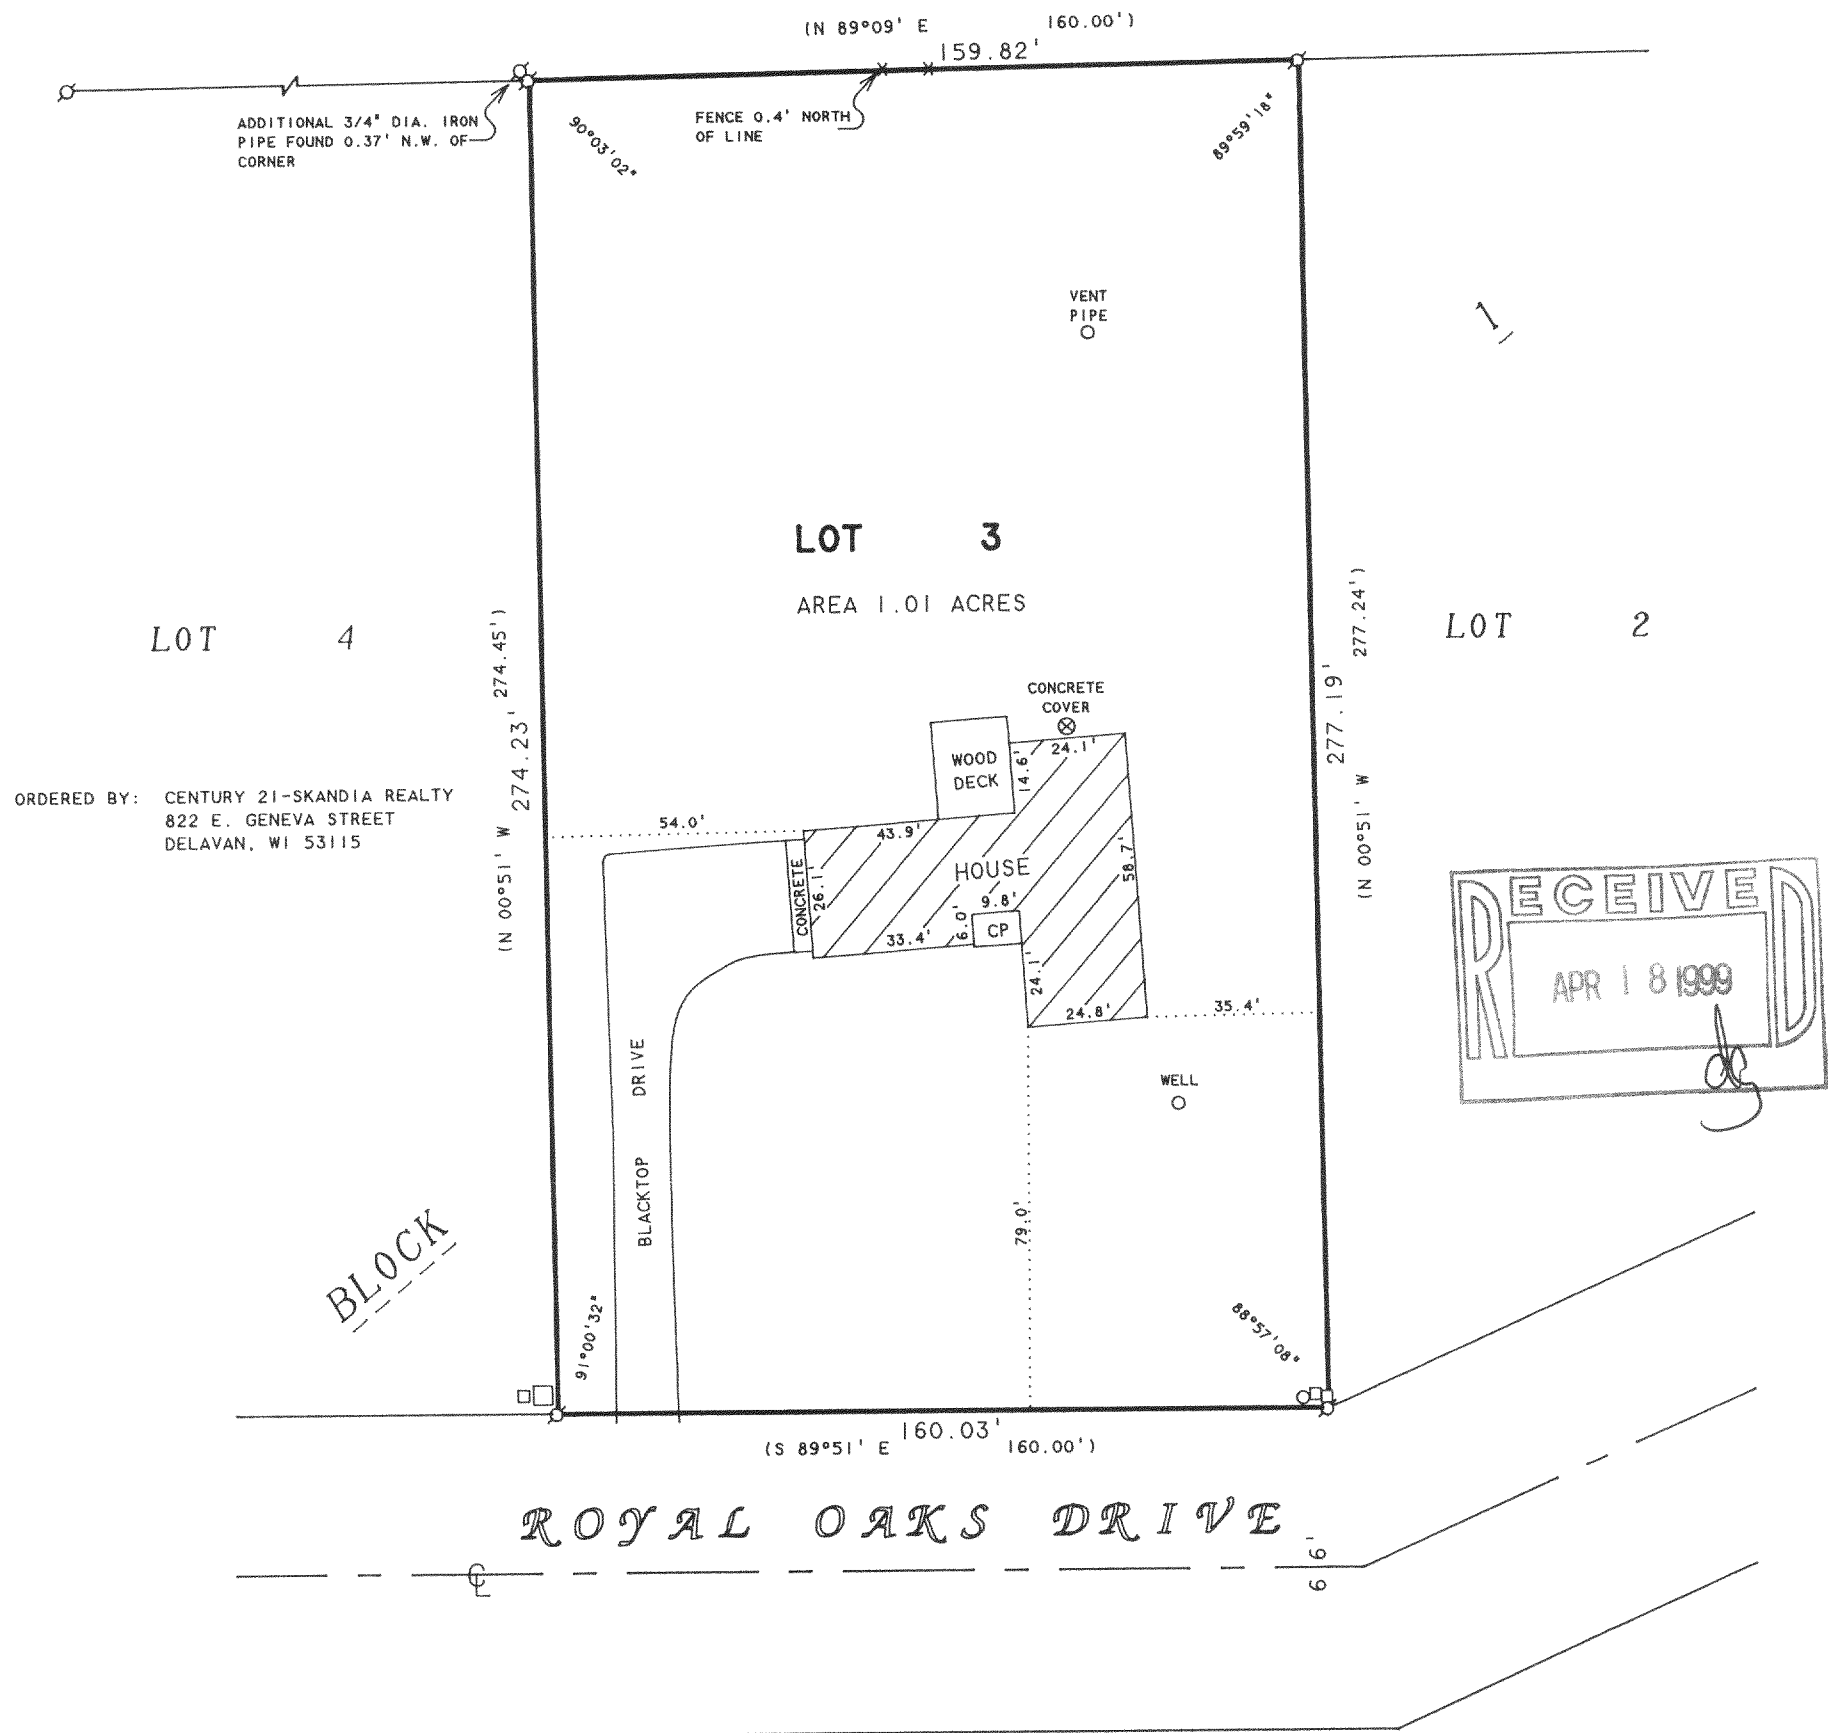 (N 89°09' E 160.00')
159.82'
ADDITIONAL 3/4" DIA. IRON
PIPE FOUND 0.37' N.W. OF
CORNER
FENCE 0.4' NORTH
OF LINE
90°03'02"
89°59'18"
VENT
PIPE
1
LOT 3
AREA 1.01 ACRES
LOT 4
LOT 2
(N 00°51' W 274.45')
274.23'
(N 00°51' W 277.24')
277.19'
ORDERED BY: CENTURY 21-SKANDIA REALTY
822 E. GENEVA STREET
DELAVAN, WI 53115
CONCRETE
COVER
WOOD
DECK
14.6'
24.1'
54.0'
43.9'
HOUSE
58.7'
CONCRETE
26.1'
33.4'
6.0'
9.8'
CP
24.1'
24.8'
35.4'
RECEIVED
APR 18 1999
WELL
BLACKTOP DRIVE
79.0'
BLOCK
91°00'32"
88°57'08"
160.03'
(S 89°51' E 160.00')
ROYAL OAKS DRIVE
66'
CL